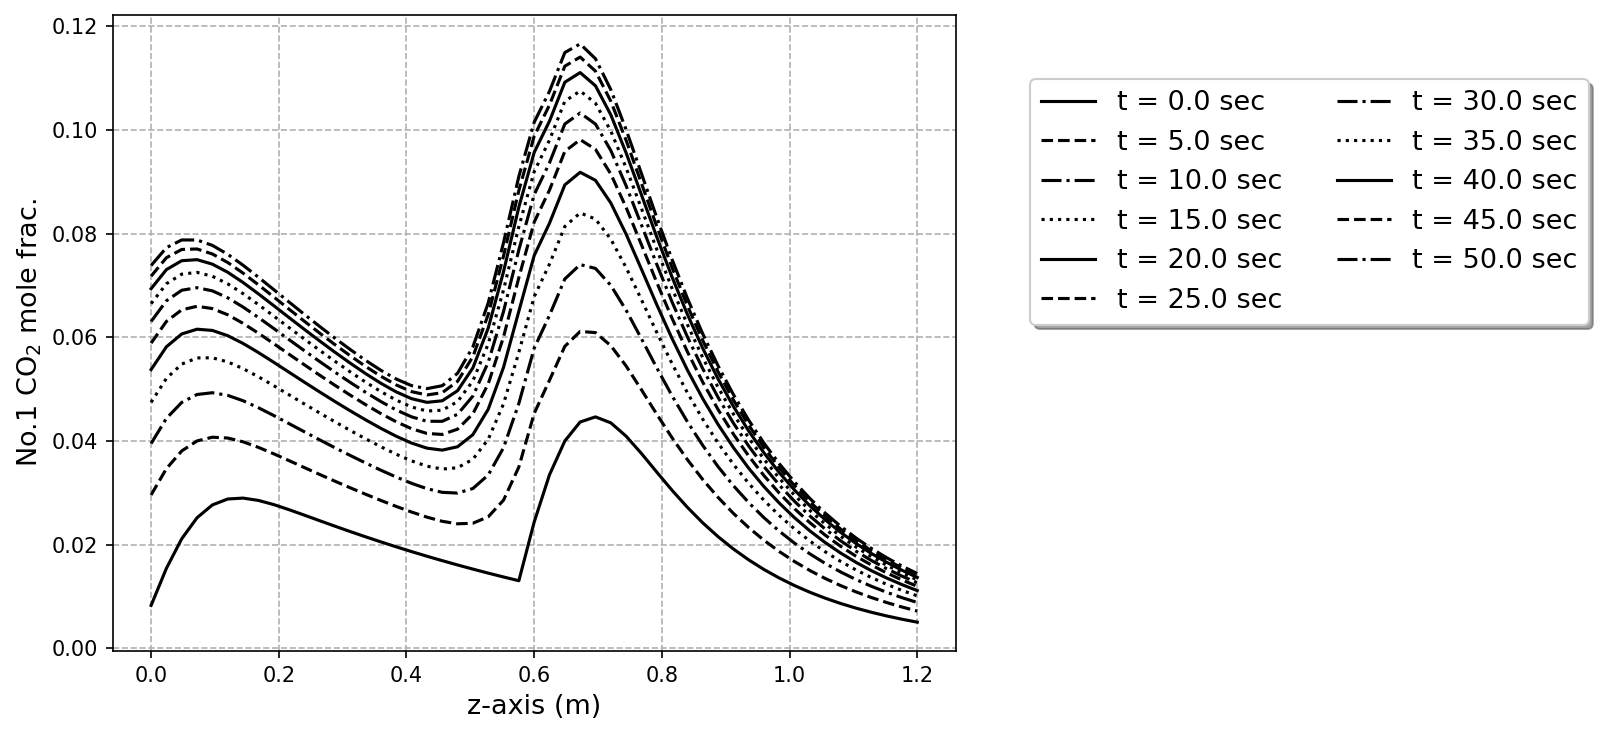 0.12
0.10
0.08
0.06
0.04
0.02
0.00
No.1 CO₂ mole frac.
0.0 0.2 0.4 0.6 0.8 1.0 1.2
z-axis (m)
t = 0.0 sec
t = 5.0 sec
t = 10.0 sec
t = 15.0 sec
t = 20.0 sec
t = 25.0 sec
t = 30.0 sec
t = 35.0 sec
t = 40.0 sec
t = 45.0 sec
t = 50.0 sec